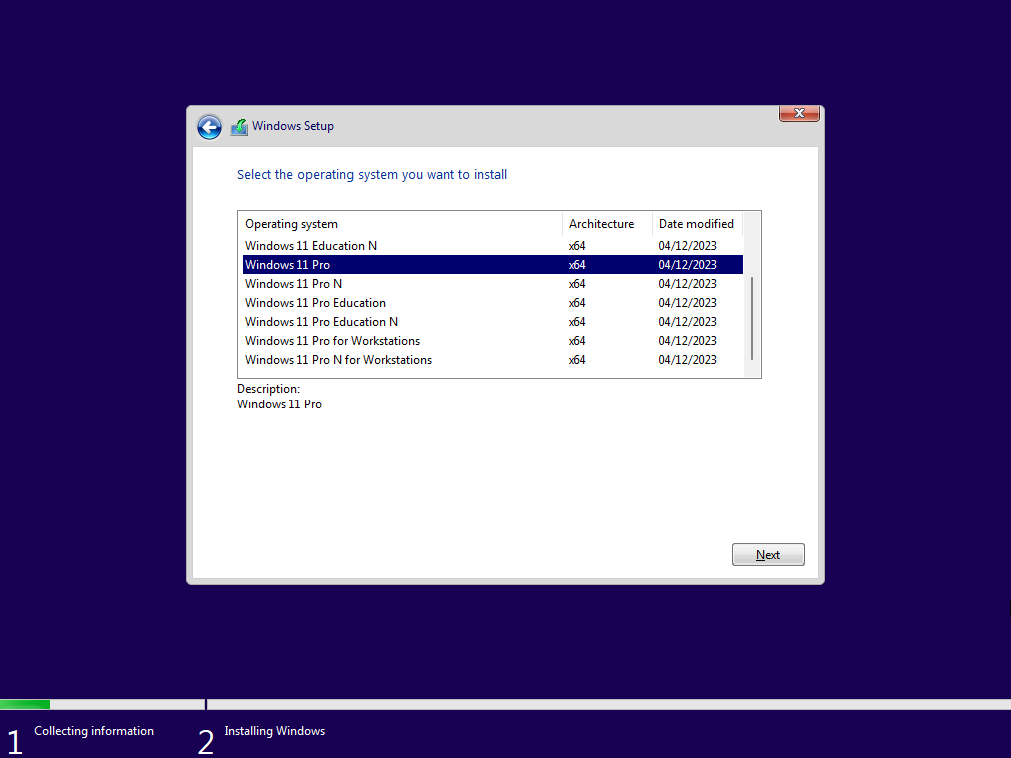 Windows Setup
Select the operating system you want to install
Operating system Architecture Date modified
Windows 11 Education N x64 04/12/2023
Windows 11 Pro x64 04/12/2023
Windows 11 Pro N x64 04/12/2023
Windows 11 Pro Education x64 04/12/2023
Windows 11 Pro Education N x64 04/12/2023
Windows 11 Pro for Workstations x64 04/12/2023
Windows 11 Pro N for Workstations x64 04/12/2023
Description:
Windows 11 Pro
Next
1 Collecting information 2 Installing Windows